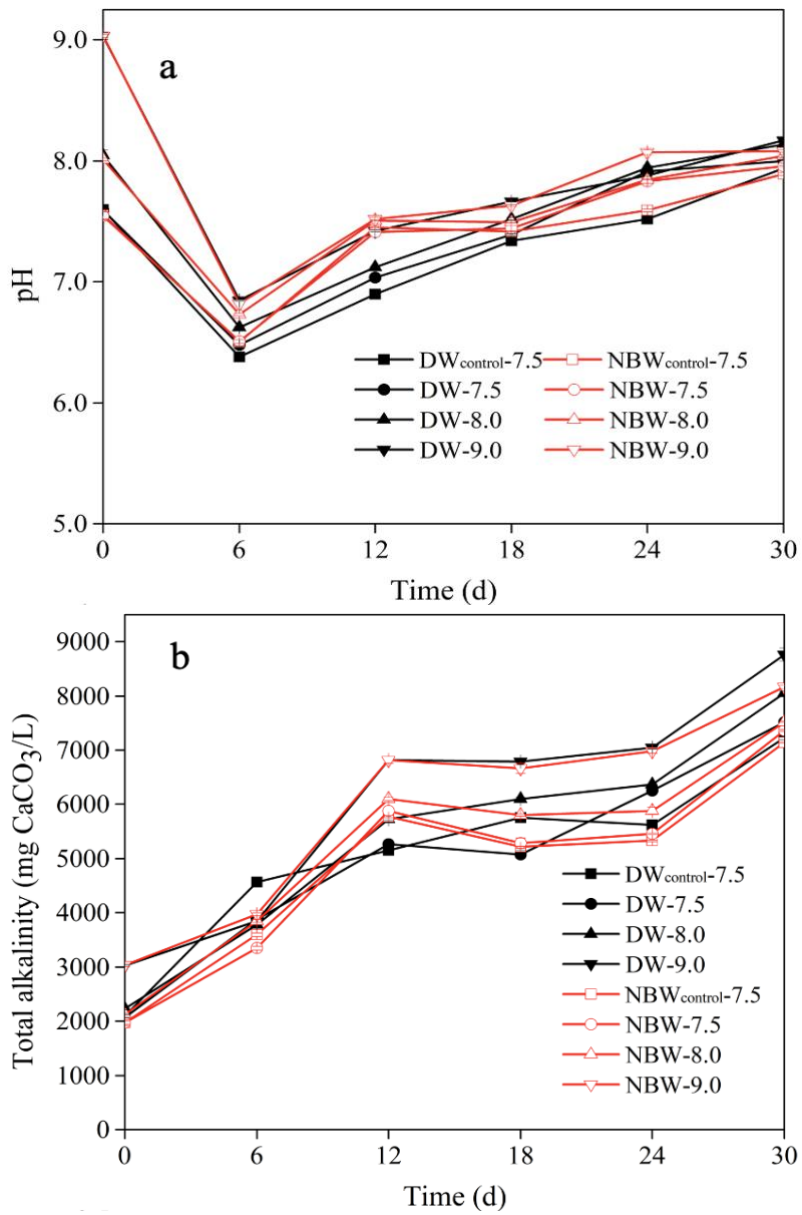 a
9.0
8.0
7.0
6.0
5.0
pH
DWcontrol-7.5 NBWcontrol-7.5
DW-7.5 NBW-7.5
DW-8.0 NBW-8.0
DW-9.0 NBW-9.0
0 6 12 18 24 30
Time (d)
b
9000
8000
7000
6000
5000
4000
3000
2000
1000
0
Total alkalinity (mg CaCO3/L)
DWcontrol-7.5
DW-7.5
DW-8.0
DW-9.0
NBWcontrol-7.5
NBW-7.5
NBW-8.0
NBW-9.0
0 6 12 18 24 30
Time (d)